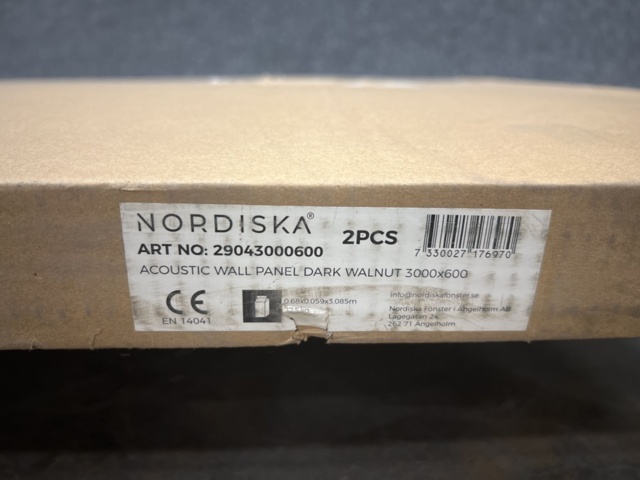 NORDISKA®
ART NO: 29043000600
2PCS
7 330027 176970
ACOUSTIC WALL PANEL DARK WALNUT 3000x600
CE
EN 14041
0.68x0.059x3.085m
info@nordiskafonster.se
Nordiska Fönster i Ängelholm AB
Lagegatan 24
262 71 Ängelholm